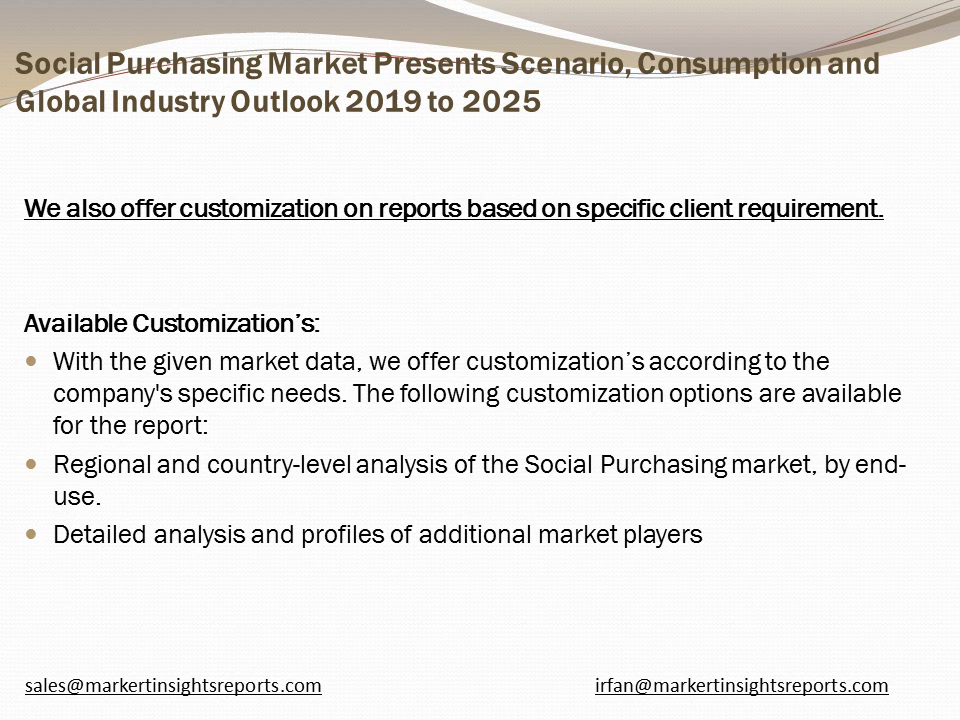 Social Purchasing Market Presents Scenario, Consumption and
Global Industry Outlook 2019 to 2025
We also offer customization on reports based on specific client requirement.
Available Customization’s:
• With the given market data, we offer customization’s according to the
company's specific needs. The following customization options are available
for the report:
• Regional and country-level analysis of the Social Purchasing market, by end-
use.
• Detailed analysis and profiles of additional market players
sales@markertinsightsreports.com
irfan@markertinsightsreports.com